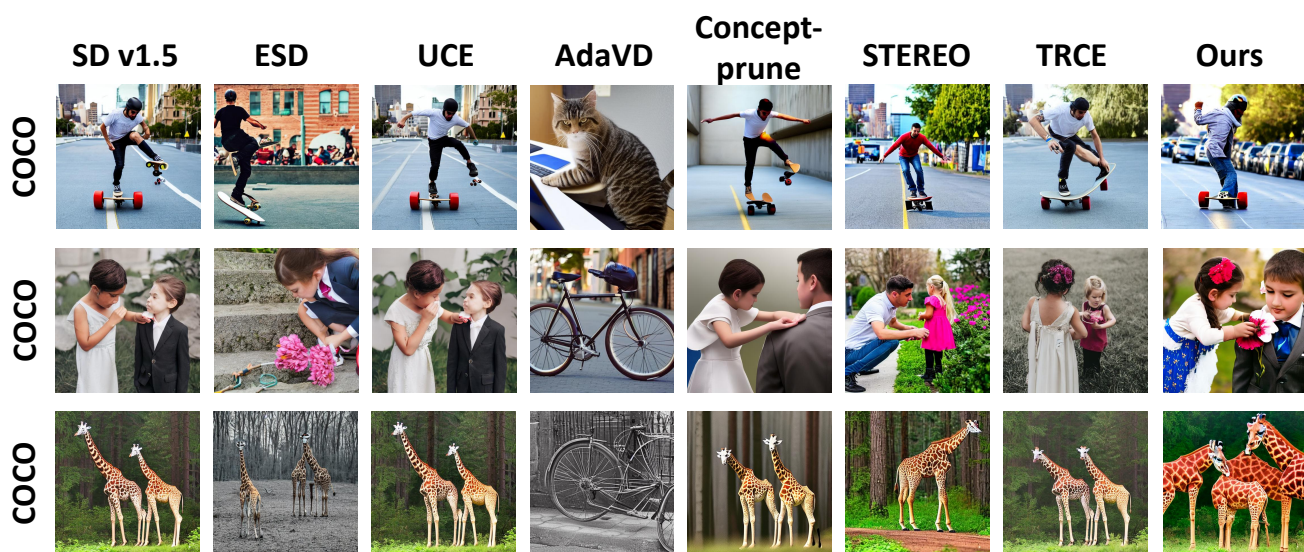 SD v1.5 ESD UCE AdaVD Concept-
prune STEREO TRCE Ours
COCO
COCO
COCO